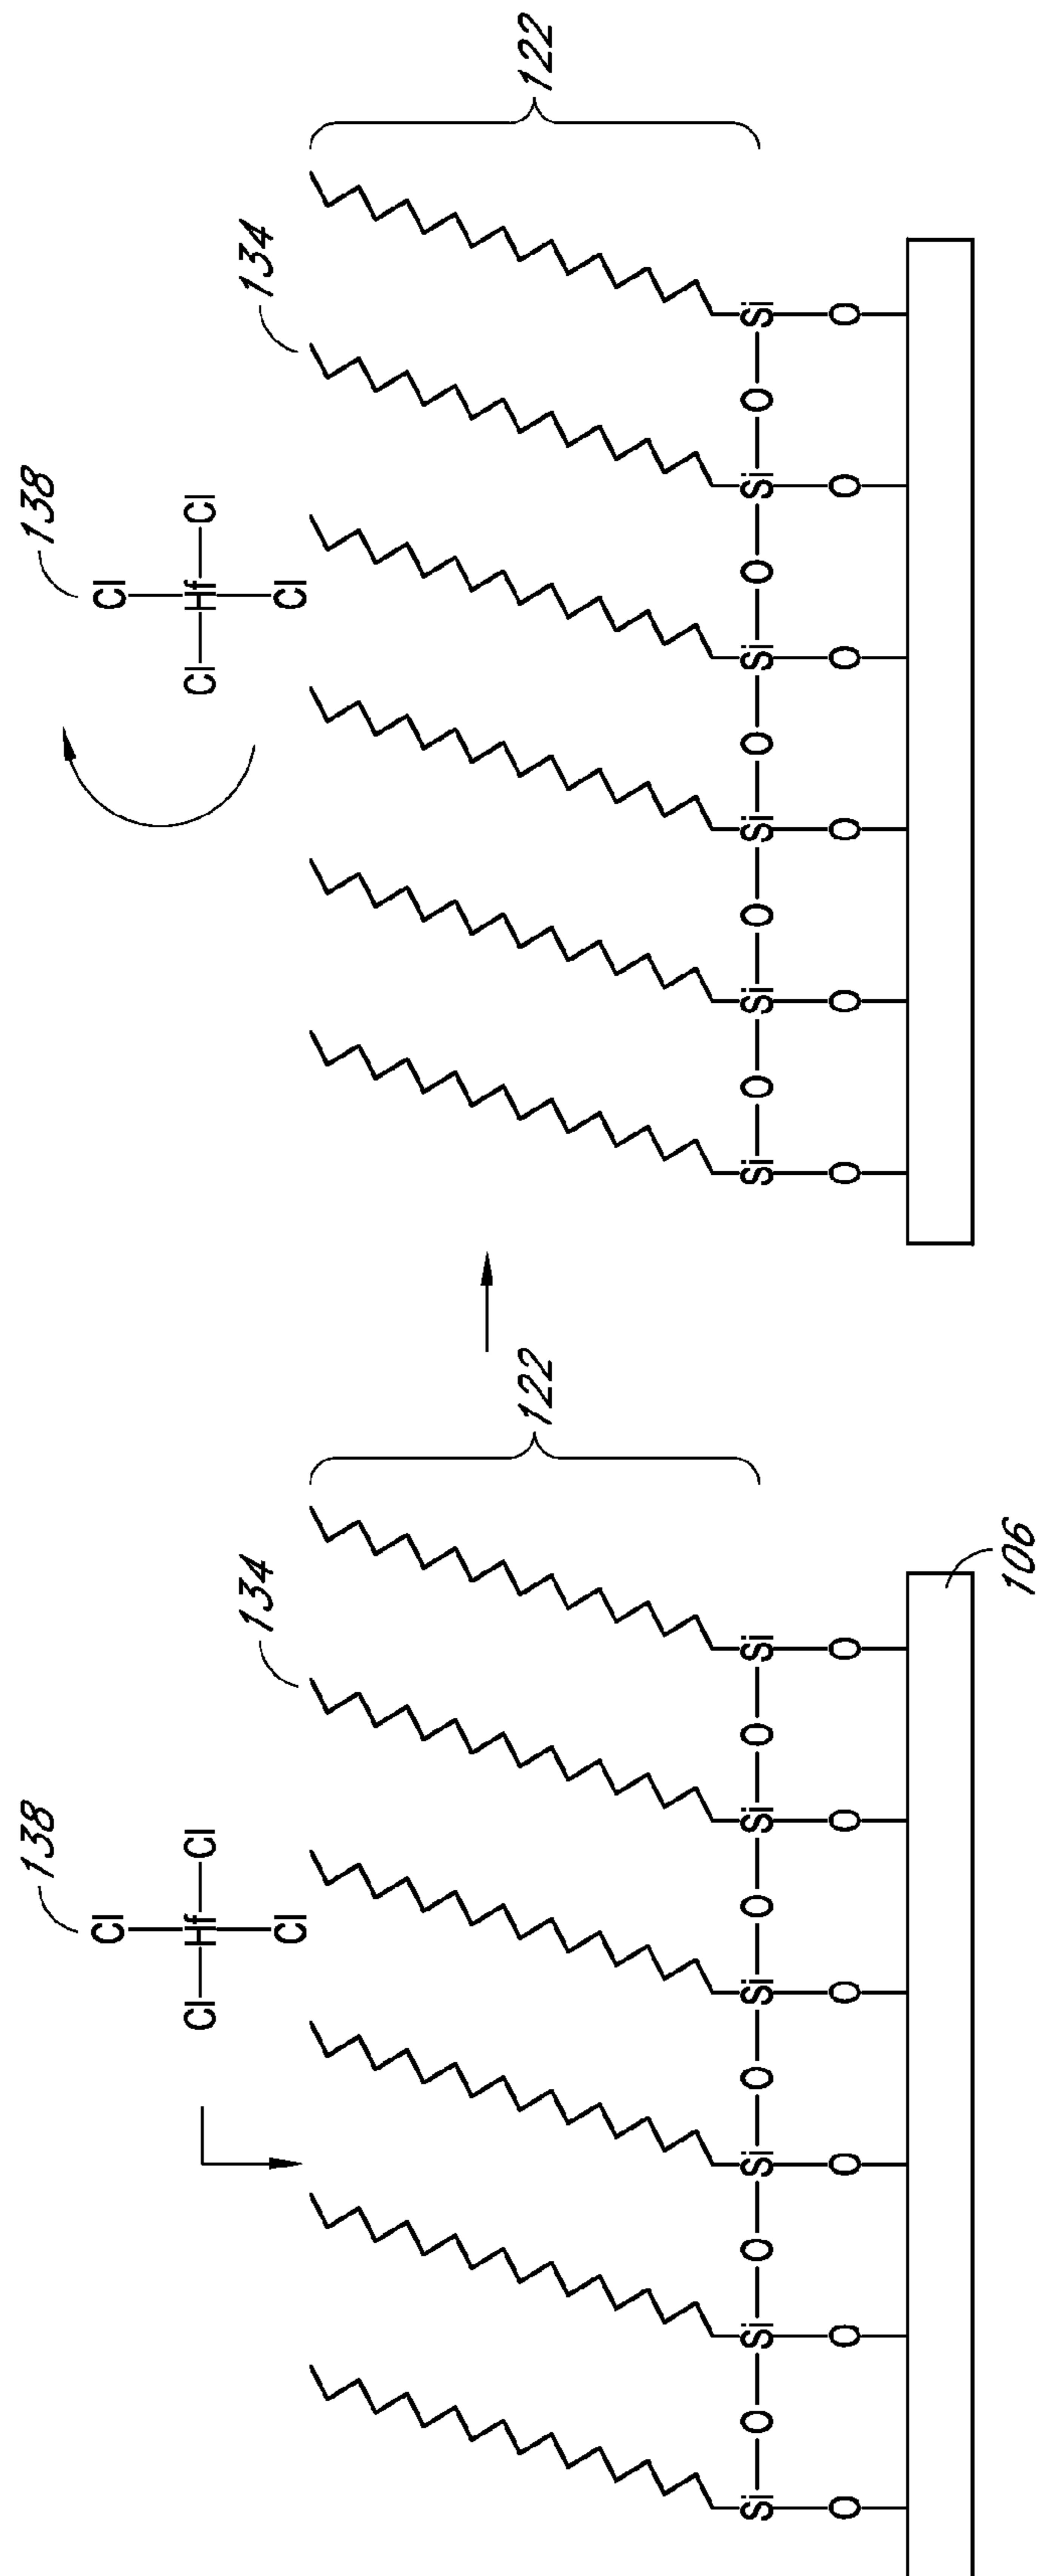 138
Cl
Cl—Hf—Cl
Cl
134
122
Si—O—Si—O—Si—O—Si—O—Si—O—Si
O O O O O O
106
138
Cl
Cl—Hf—Cl
Cl
134
122
Si—O—Si—O—Si—O—Si—O—Si—O—Si
O O O O O O